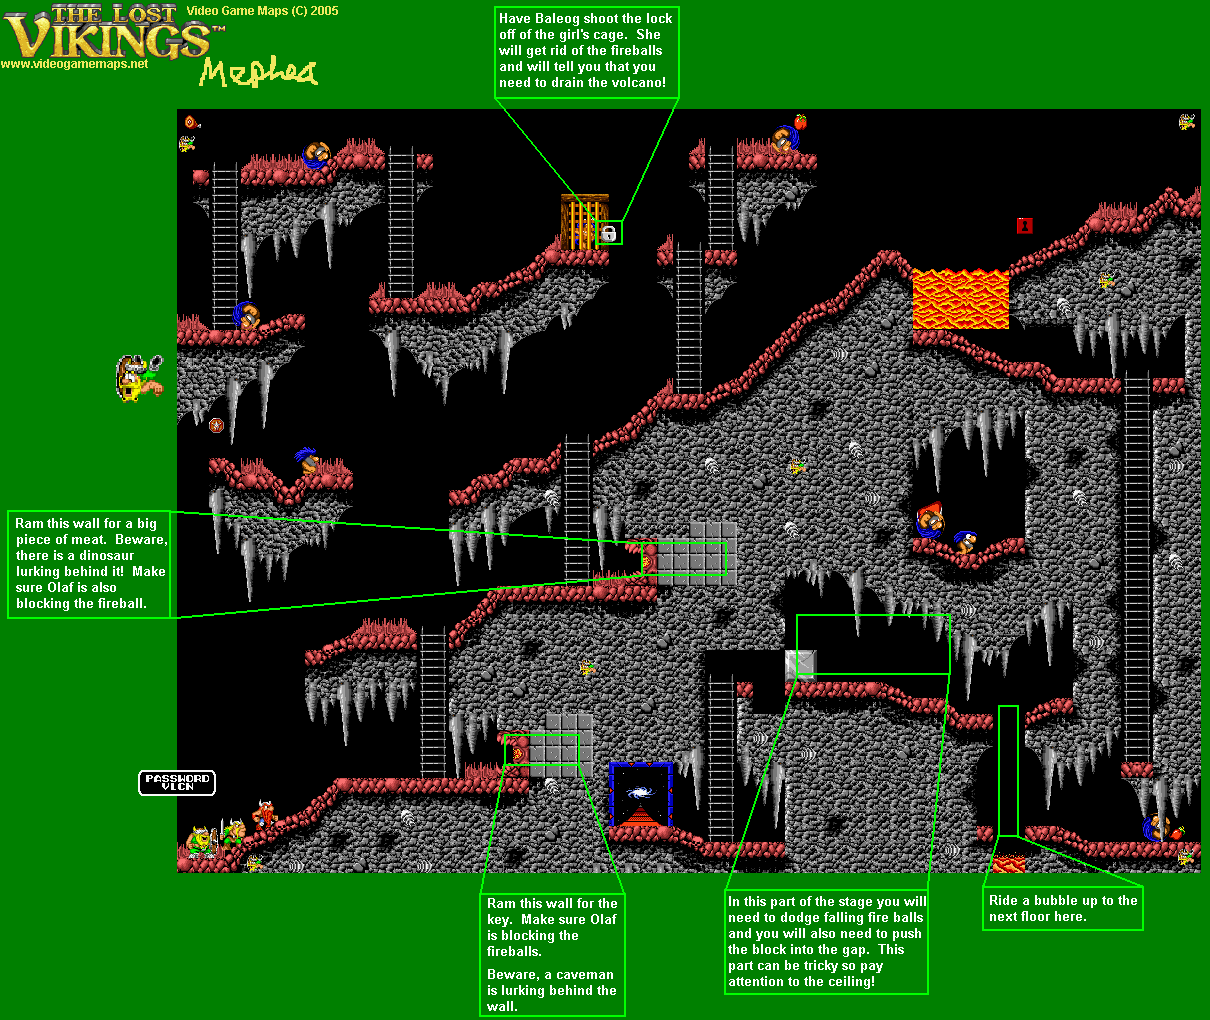 THE LOST
VIKINGS™
Video Game Maps (C) 2005
www.videogamemaps.net
Mephea
Have Baleog shoot the lock
off of the girl's cage.  She
will get rid of the fireballs
and will tell you that you
need to drain the volcano!
Ram this wall for a big
piece of meat.  Beware,
there is a dinosaur
lurking behind it!  Make
sure Olaf is also
blocking the fireball.
PASSWORD
VLCN
Ram this wall for the
key.  Make sure Olaf
is blocking the
fireballs.
Beware, a caveman
is lurking behind the
wall.
In this part of the stage you will
need to dodge falling fire balls
and you will also need to push
the block into the gap.  This
part can be tricky so pay
attention to the ceiling!
Ride a bubble up to the
next floor here.